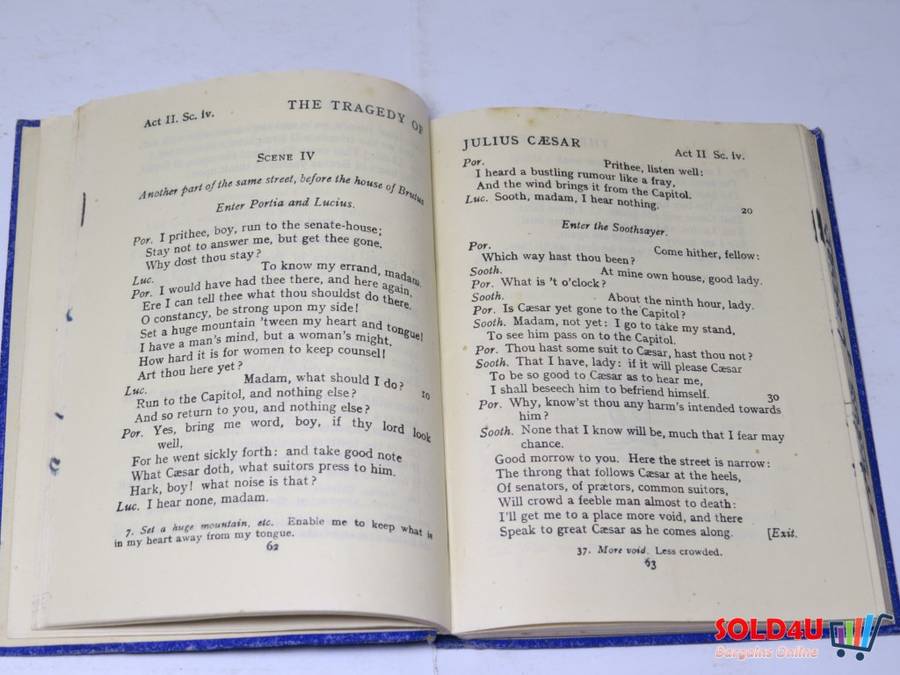 Act II. Sc. iv.
THE TRAGEDY OF
SCENE IV
Another part of the same street, before the house of Brutus
Enter Portia and Lucius.
Por. I prithee, boy, run to the senate-house;
Stay not to answer me, but get thee gone.
Why dost thou stay?
Luc. To know my errand, madam.
Por. I would have had thee there, and here again,
Ere I can tell thee what thou shouldst do there.
O constancy, be strong upon my side!
Set a huge mountain 'tween my heart and tongue!
I have a man's mind, but a woman's might.
How hard it is for women to keep counsel!
Art thou here yet?
Luc. Madam, what should I do? 10
Run to the Capitol, and nothing else?
And so return to you, and nothing else?
Por. Yes, bring me word, boy, if thy lord look
well,
For he went sickly forth: and take good note
What Cæsar doth, what suitors press to him.
Hark, boy! what noise is that?
Luc. I hear none, madam.
7. Set a huge mountain, etc. Enable me to keep what is
in my heart away from my tongue.
62
JULIUS CÆSAR
Act II Sc. iv.
Por. Prithee, listen well:
I heard a bustling rumour like a fray,
And the wind brings it from the Capitol.
Luc. Sooth, madam, I hear nothing. 20
Enter the Soothsayer.
Por. Come hither, fellow:
Which way hast thou been?
Sooth. At mine own house, good lady.
Por. What is 't o'clock?
Sooth. About the ninth hour, lady.
Por. Is Cæsar yet gone to the Capitol?
Sooth. Madam, not yet: I go to take my stand,
To see him pass on to the Capitol.
Por. Thou hast some suit to Cæsar, hast thou not?
Sooth. That I have, lady: if it will please Cæsar
To be so good to Cæsar as to hear me,
I shall beseech him to befriend himself. 30
Por. Why, know'st thou any harm's intended towards
him?
Sooth. None that I know will be, much that I fear may
chance.
Good morrow to you. Here the street is narrow:
The throng that follows Cæsar at the heels,
Of senators, of prætors, common suitors,
Will crowd a feeble man almost to death:
I'll get me to a place more void, and there
Speak to great Cæsar as he comes along. [Exit.
37. More void. Less crowded.
63
SOLD4U
Bargains Online